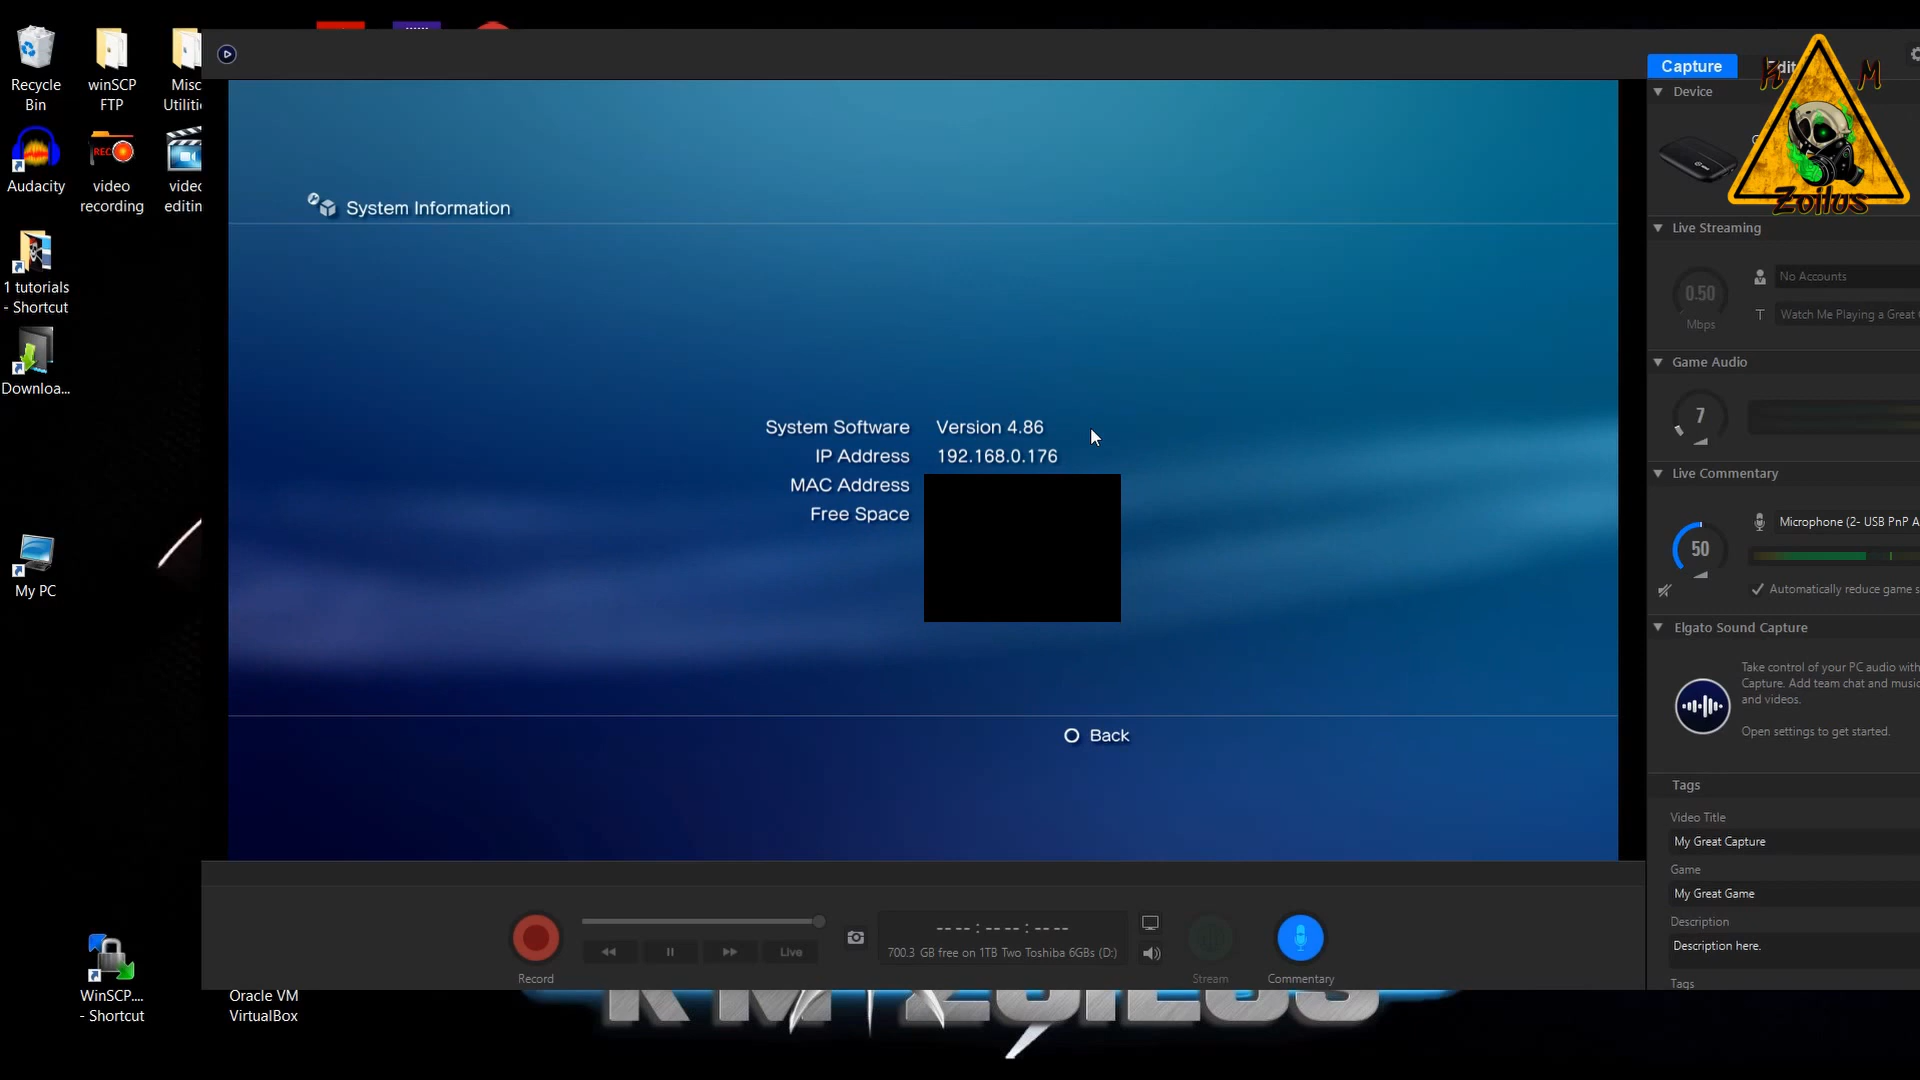 Recycle
Bin
winSCP
FTP
Misc
Utiliti
Audacity
REC
video
recording
video
editin
1 tutorials
- Shortcut
Downloa...
My PC
WinSCP....
- Shortcut
Oracle VM
VirtualBox
System Information
System Software Version 4.86
IP Address 192.168.0.176
MAC Address
Free Space
Back
Record
Live
-- -- : -- -- : -- --
700.3 GB free on 1TB Two Toshiba 6GBs (D:)
Stream
Commentary
Capture
Edit
K M
Zoilus
Device
Live Streaming
0.50
Mbps
No Accounts
T Watch Me Playing a Great
Game Audio
7
Live Commentary
50
Microphone (2- USB PnP A
Automatically reduce game s
Elgato Sound Capture
Take control of your PC audio with
Capture. Add team chat and music
and videos.
Open settings to get started.
Tags
Video Title
My Great Capture
Game
My Great Game
Description
Description here.
Tags